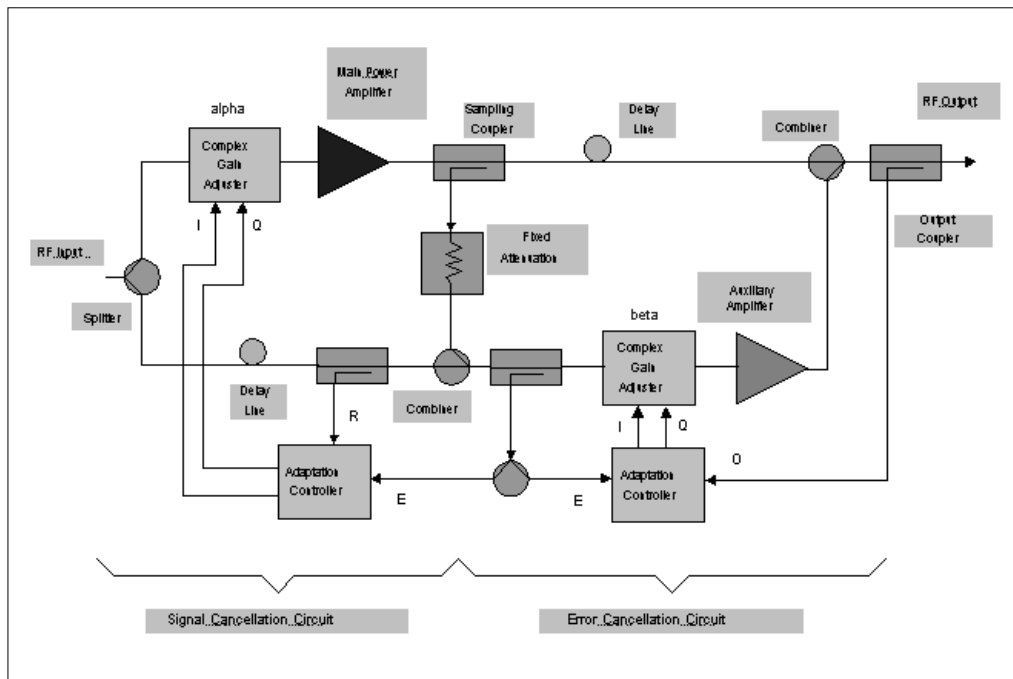 Main Power
Amplifier
alpha
Complex
Gain
Adjuster
Sampling
Coupler
Delay
Line
Combiner
RF Output
I
Q
RF Input
Splitter
Fixed
Attenuation
Output
Coupler
Auxiliary
Amplifier
beta
Complex
Gain
Adjuster
Delay
Line
R
Combiner
I
Q
O
Adaptation
Controller
E
E
Adaptation
Controller
Signal Cancellation Circuit
Error Cancellation Circuit